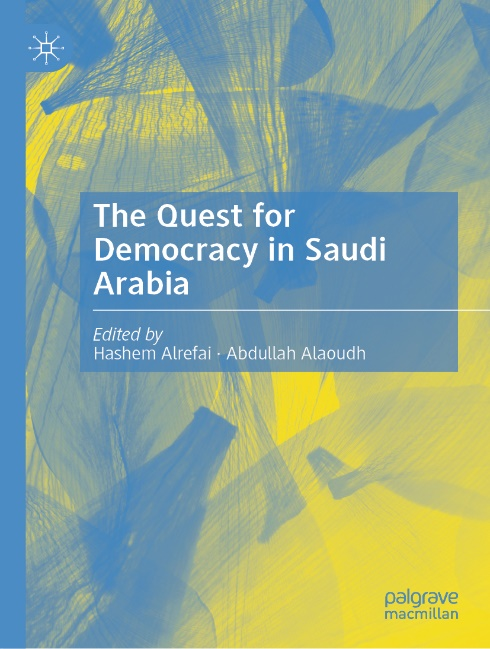 The Quest for
Democracy in Saudi
Arabia
Edited by
Hashem Alrefai · Abdullah Alaoudh
palgrave
macmillan